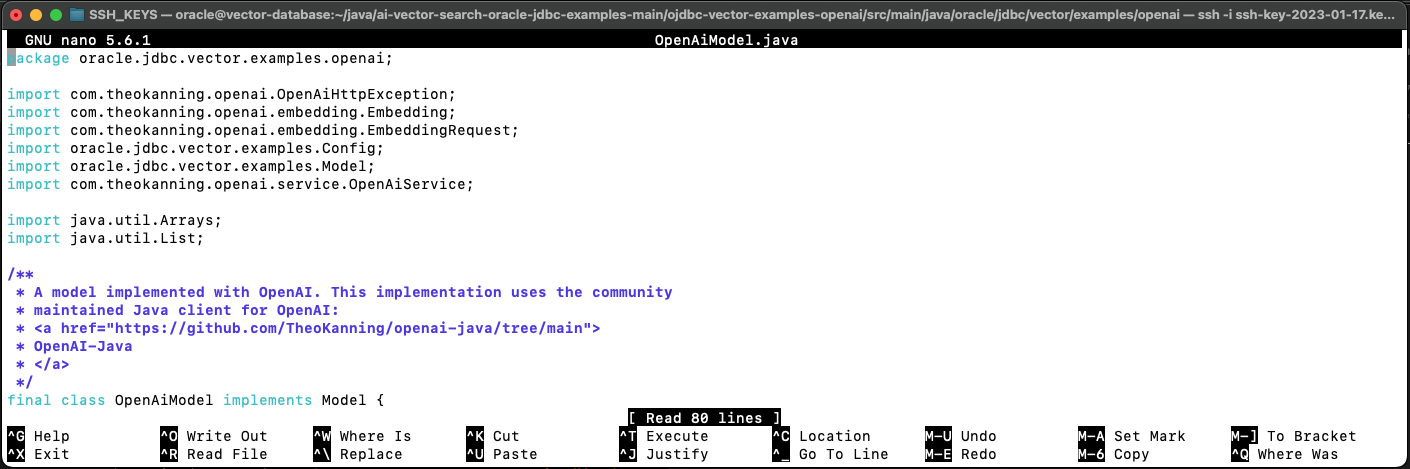 SSH_KEYS — oracle@vector-database:~/java/ai-vector-search-oracle-jdbc-examples-main/ojdbc-vector-examples-openai/src/main/java/oracle/jdbc/vector/examples/openai — ssh -i ssh-key-2023-01-17.ke...
GNU nano 5.6.1 OpenAiModel.java
package oracle.jdbc.vector.examples.openai;
import com.theokanning.openai.OpenAiHttpException;
import com.theokanning.openai.embedding.Embedding;
import com.theokanning.openai.embedding.EmbeddingRequest;
import oracle.jdbc.vector.examples.Config;
import oracle.jdbc.vector.examples.Model;
import com.theokanning.openai.service.OpenAiService;
import java.util.Arrays;
import java.util.List;
/**
* A model implemented with OpenAI. This implementation uses the community
* maintained Java client for OpenAI:
* <a href="https://github.com/TheoKanning/openai-java/tree/main">
* OpenAI-Java
* </a>
*/
final class OpenAiModel implements Model {
[ Read 80 lines ]
^G Help ^O Write Out ^W Where Is ^K Cut ^T Execute ^C Location M-U Undo M-A Set Mark M-] To Bracket
^X Exit ^R Read File ^\ Replace ^U Paste ^J Justify ^_ Go To Line M-E Redo M-6 Copy ^Q Where Was